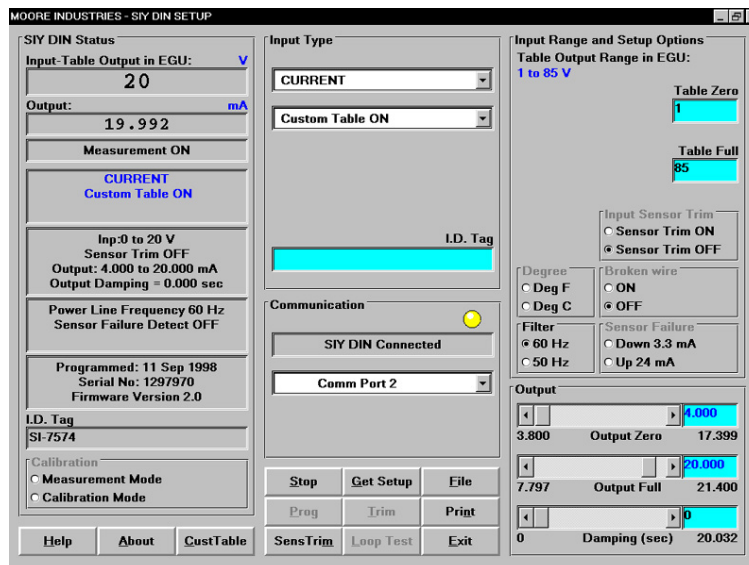 MOORE INDUSTRIES - SIY DIN SETUP
SIY DIN Status
Input-Table Output in EGU: V
20
Output: mA
19.992
Measurement ON
CURRENT
Custom Table ON
Inp:0 to 20 V
Sensor Trim OFF
Output: 4.000 to 20.000 mA
Output Damping = 0.000 sec
Power Line Frequency 60 Hz
Sensor Failure Detect OFF
Programmed: 11 Sep 1998
Serial No: 1297970
Firmware Version 2.0
I.D. Tag
SI-7574
Calibration
Measurement Mode
Calibration Mode
Help About CustTable
Input Type
CURRENT
Custom Table ON
I.D. Tag
Communication
SIY DIN Connected
Comm Port 2
Stop Get Setup File
Prog Trim Print
SensTrim Loop Test Exit
Input Range and Setup Options
Table Output Range in EGU:
1 to 85 V
Table Zero
1
Table Full
85
Input Sensor Trim
Sensor Trim ON
Sensor Trim OFF
Degree
Deg F
Deg C
Broken wire
ON
OFF
Filter
60 Hz
50 Hz
Sensor Failure
Down 3.3 mA
Up 24 mA
Output
4.000
3.800 Output Zero 17.399
20.000
7.797 Output Full 21.400
0
0 Damping (sec) 20.032